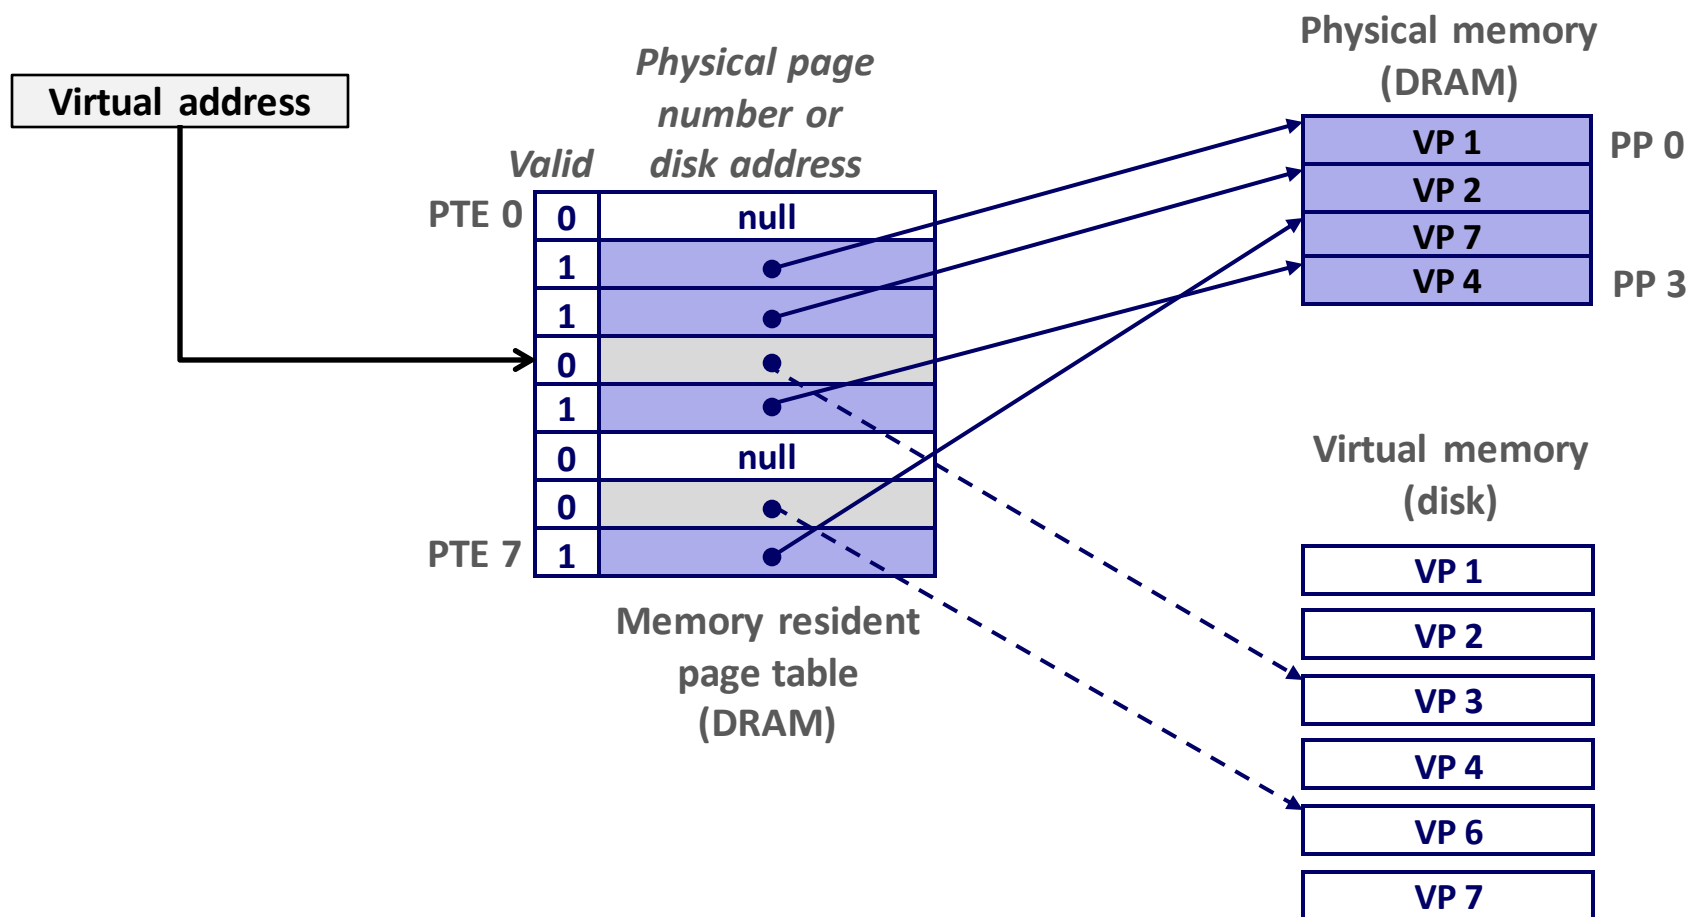 Virtual address
Physical page
number or
disk address
Valid
PTE 0
0
null
1
1
0
1
0
null
0
PTE 7
1
Memory resident
page table
(DRAM)
Physical memory
(DRAM)
VP 1
PP 0
VP 2
VP 7
VP 4
PP 3
Virtual memory
(disk)
VP 1
VP 2
VP 3
VP 4
VP 6
VP 7